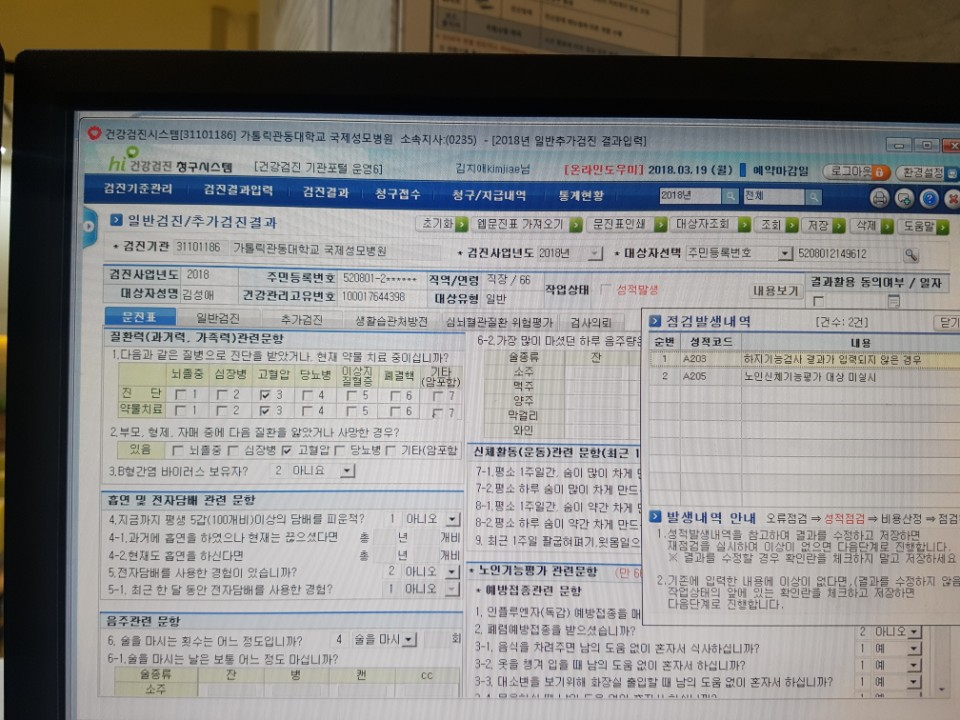 건강검진시스템[31101186] 가톨릭관동대학교 국제성모병원 소속지사:(0235) - [2018년 일반추가검진 결과입력]
hi 건강검진 청구시스템 [건강검진 기관포털 운영6] 김지애kimjiae님 [온라인도우미] 2018.03.19 (월) 예약마감일 로그아웃 환경설정
검진기준관리 검진결과입력 검진결과 청구접수 청구/지급내역 통계현황 2018년 전체
일반검진/추가검진결과 초기화 웹문진표 가져오기 문진표인쇄 대상자조회 조회 저장 삭제 도움말
검진기관 31101186 가톨릭관동대학교 국제성모병원 검진사업년도 2018년 대상자선택 주민등록번호 5208012149612
검진사업년도 2018 주민등록번호 520801-2****** 직역/연령 직장 / 66 작업상태 성적발생 내용보기 결과활용 동의여부 / 일자
대상자성명 김성애 건강관리고유번호 100017644398 대상유형 일반
문진표 일반검진 추가검진 생활습관처방전 심뇌혈관질환 위험평가 검사의뢰
질환력(과거력, 가족력)관련문항
1.다음과 같은 질병으로 진단을 받았거나, 현재 약물 치료 중이십니까?
뇌졸중 심장병 고혈압 당뇨병 이상지질혈증 폐결핵 기타(암포함)
진 단 1 2 3 4 5 6 7
약물치료 1 2 3 4 5 6 7
2.부모, 형제, 자매 중에 다음 질환을 앓았거나 사망한 경우?
있음 뇌졸중 심장병 고혈압 당뇨병 기타(암포함
3.B형간염 바이러스 보유자? 2 아니요
흡연 및 전자담배 관련 문항
4.지금까지 평생 5갑(100개비)이상의 담배를 피운적? 1 아니오
4-1.과거에 흡연을 하였으나 현재는 끊으셨다면 총 년 개비
4-2.현재도 흡연을 하신다면 총 년 개비
5.전자담배를 사용한 경험이 있습니까? 2 아니오
5-1. 최근 한 달 동안 전자담배를 사용한 경험? 1 아니오
음주관련 문항
6. 술을 마시는 횟수는 어느 정도입니까? 4 술을 마시 회
6-1.술을 마시는 날은 보통 어느 정도 마십니까?
술종류 잔 병 캔 cc
소주
6-2.가장 많이 마셨던 하루 음주량은
술종류 잔
소주
맥주
양주
막걸리
와인
신체활동(운동)관련 문항(최근 1
7-1.평소 1주일간, 숨이 많이 차게 만
7-2.평소 하루 숨이 많이 차게 만드
8-1.평소 1주일간, 숨이 약간 차게 만
8-2.평소 하루 숨이 약간 차게 만드
9. 최근 1주일 팔굽혀펴기,윗몸일으
노인기능평가 관련문항 (만 6
예방접종관련 문항
1. 인플루엔자(독감) 예방접종을 매
2. 폐렴예방접종을 받으셨습니까? 2 아니오
3-1. 음식을 차려주면 남의 도움 없이 혼자서 식사하십니까? 1 예
3-2. 옷을 챙겨 입을 때 남의 도움 없이 혼자서 하십니까? 1 예
3-3. 대소변을 보기위해 화장실 출입할 때 남의 도움 없이 혼자서 하십니까? 1 예
점검발생내역 [건수: 2건] 닫기
순번 성적코드 내용
1 A203 하지기능검사 결과가 입력되지 않은 경우
2 A205 노인신체기능평가 대상 미실시
발생내역 안내 오류점검 ⇒ 성적점검 ⇒ 비용산정 ⇒ 점검
1.성적발생내역을 참고하여 결과를 수정하고 저장하면
재점검을 실시하여 이상이 없으면 다음단계로 진행합니다.
※ 결과를 수정할 경우 확인란을 체크하지 말고 저장하세요
2.기존에 입력한 내용에 이상이 없다면,(결과를 수정하지 않음
작업상태의 앞에 있는 확인란을 체크하고 저장하면
다음단계로 진행합니다.